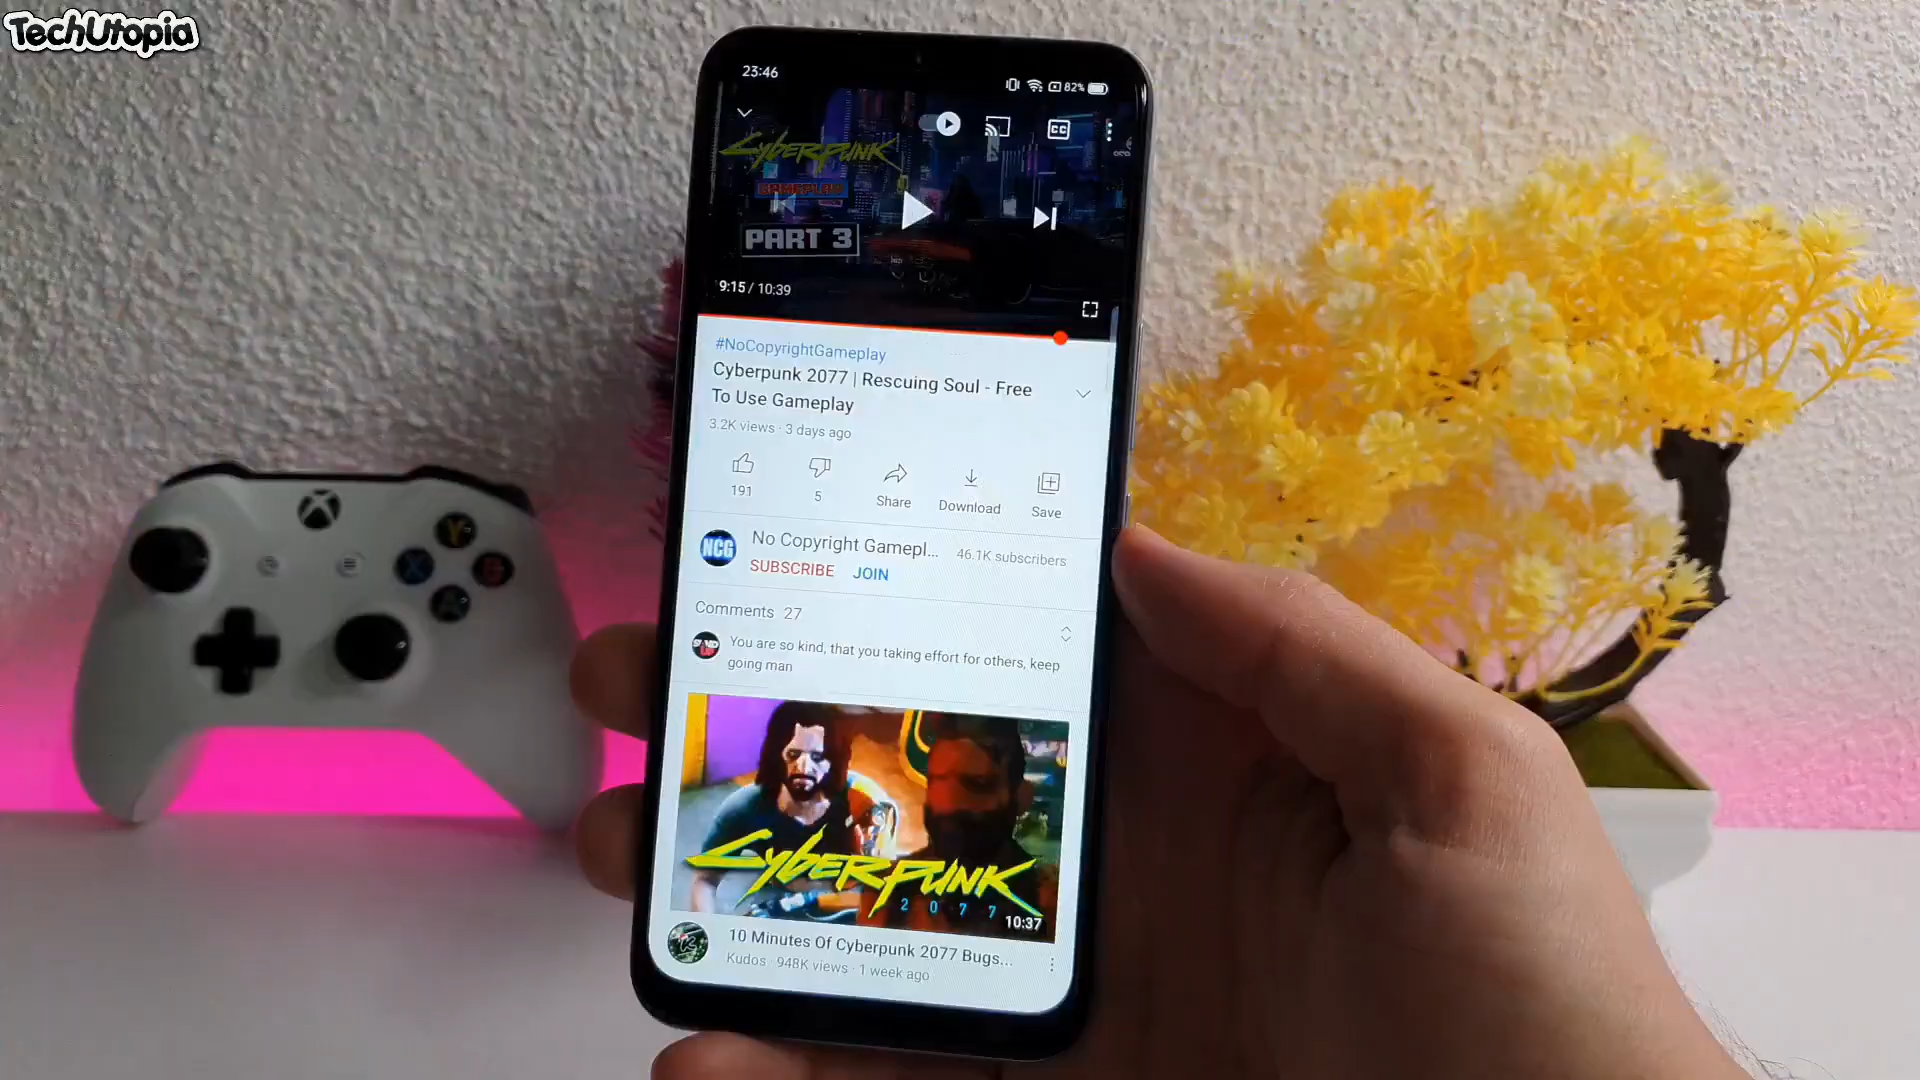 TechUtopia
23:46
82%
CC
CYBERPUNK
GAMEPLAY
PART 3
9:15 / 10:39
#NoCopyrightGameplay
Cyberpunk 2077 | Rescuing Soul - Free
To Use Gameplay
3.2K views · 3 days ago
191
5
Share
Download
Save
NCG
No Copyright Gamepl...
46.1K subscribers
SUBSCRIBE
JOIN
Comments 27
You are so kind, that you taking effort for others, keep
going man
CYBERPUNK
2077
10:37
10 Minutes Of Cyberpunk 2077 Bugs...
Kudos · 948K views · 1 week ago
Y
X
B
A